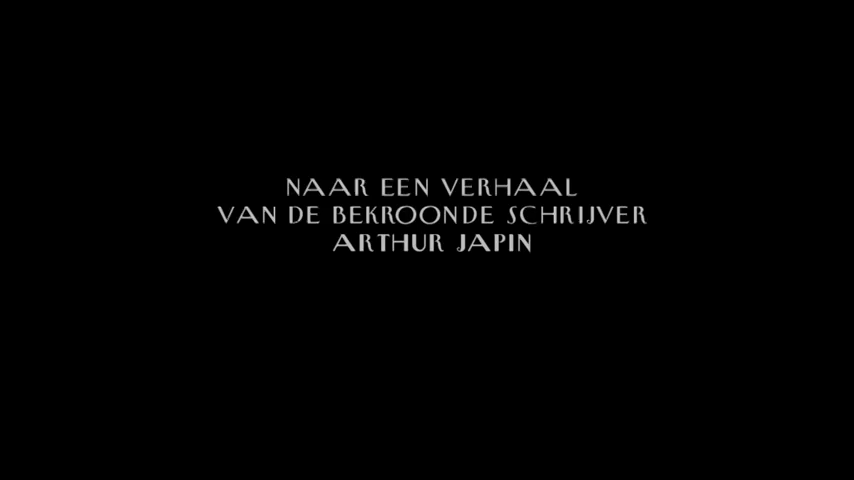 NAAR EEN VERHAAL
VAN DE BEKROONDE SCHRIJVER
ARTHUR JAPIN